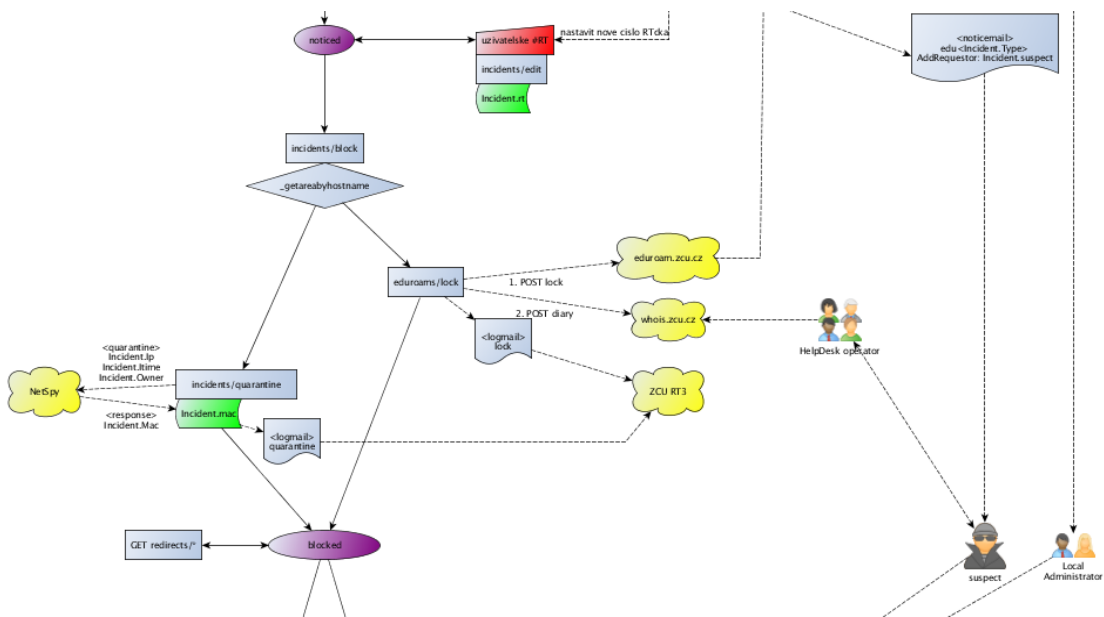 noticed
uzivatelske #RT
nastavit nove cislo RTcka
incidents/edit
Incident.rt
<noticemail>
edu <Incident.Type>
AddRequestor: Incident.suspect
incidents/block
_getareabyhostname
eduroams/lock
1. POST lock
eduroam.zcu.cz
2. POST diary
whois.zcu.cz
<logmail>
lock
HelpDesk operator
<quarantine>
Incident.Ip
Incident.Itime
Incident.Owner
NetSpy
incidents/quarantine
Incident.mac
<response>
Incident.Mac
<logmail>
quarantine
ZCU RT3
GET redirects/*
blocked
suspect
Local
Administrator